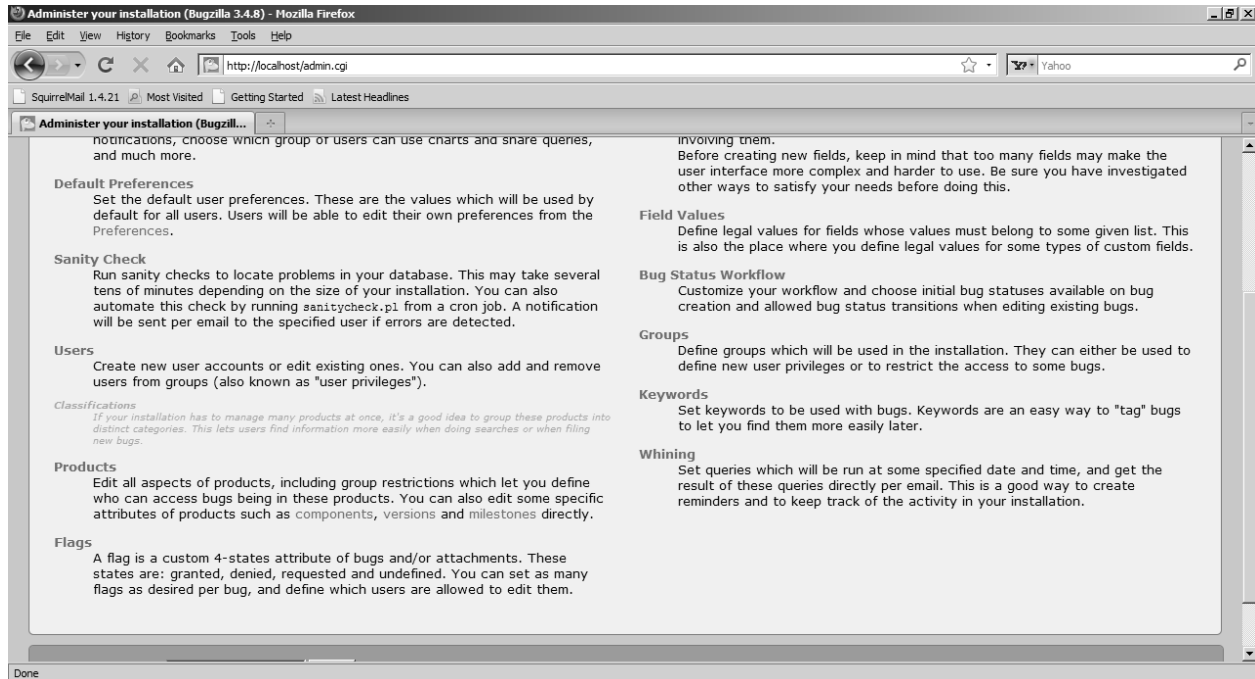 Administer your installation (Bugzilla 3.4.8) - Mozilla Firefox
File Edit View History Bookmarks Tools Help
http://localhost/admin.cgi
Yahoo
SquirrelMail 1.4.21 Most Visited Getting Started Latest Headlines
Administer your installation (Bugzill...
notifications, choose which group of users can use charts and share queries,
and much more.
Default Preferences
Set the default user preferences. These are the values which will be used by
default for all users. Users will be able to edit their own preferences from the
Preferences.
Sanity Check
Run sanity checks to locate problems in your database. This may take several
tens of minutes depending on the size of your installation. You can also
automate this check by running sanitycheck.pl from a cron job. A notification
will be sent per email to the specified user if errors are detected.
Users
Create new user accounts or edit existing ones. You can also add and remove
users from groups (also known as "user privileges").
Classifications
If your installation has to manage many products at once, it's a good idea to group these products into
distinct categories. This lets users find information more easily when doing searches or when filing
new bugs.
Products
Edit all aspects of products, including group restrictions which let you define
who can access bugs being in these products. You can also edit some specific
attributes of products such as components, versions and milestones directly.
Flags
A flag is a custom 4-states attribute of bugs and/or attachments. These
states are: granted, denied, requested and undefined. You can set as many
flags as desired per bug, and define which users are allowed to edit them.
involving them.
Before creating new fields, keep in mind that too many fields may make the
user interface more complex and harder to use. Be sure you have investigated
other ways to satisfy your needs before doing this.
Field Values
Define legal values for fields whose values must belong to some given list. This
is also the place where you define legal values for some types of custom fields.
Bug Status Workflow
Customize your workflow and choose initial bug statuses available on bug
creation and allowed bug status transitions when editing existing bugs.
Groups
Define groups which will be used in the installation. They can either be used to
define new user privileges or to restrict the access to some bugs.
Keywords
Set keywords to be used with bugs. Keywords are an easy way to "tag" bugs
to let you find them more easily later.
Whining
Set queries which will be run at some specified date and time, and get the
result of these queries directly per email. This is a good way to create
reminders and to keep track of the activity in your installation.
Done